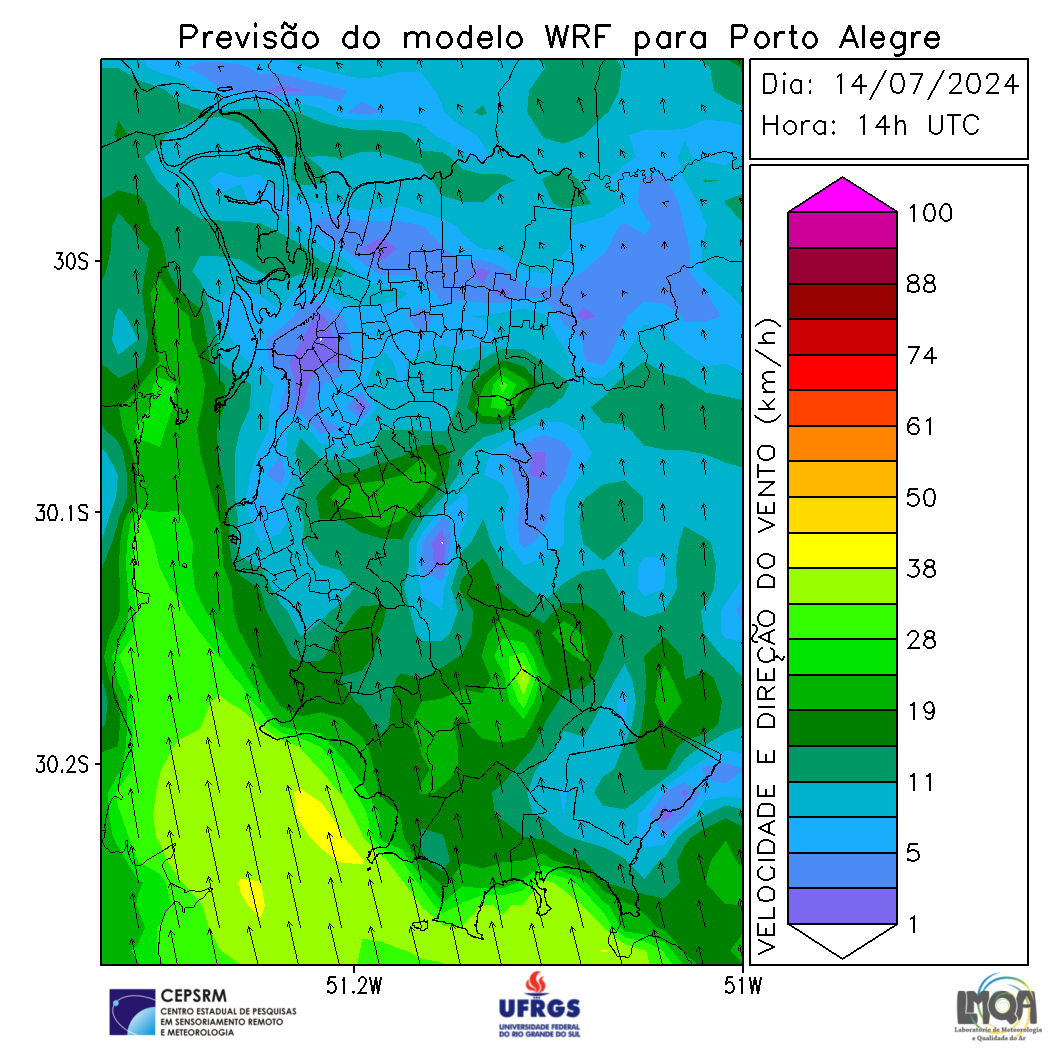 Previsão do modelo WRF para Porto Alegre
Dia: 14/07/2024
Hora: 14h UTC
30S
30.1S
30.2S
51.2W
51W
VELOCIDADE E DIREÇÃO DO VENTO (km/h)
100
88
74
61
50
38
28
19
11
5
1
CEPSRM
CENTRO ESTADUAL DE PESQUISAS
EM SENSORIAMENTO REMOTO
E METEOROLOGIA
UFRGS
UNIVERSIDADE FEDERAL
DO RIO GRANDE DO SUL
LMQA
Laboratório de Meteorologia
e Qualidade do Ar